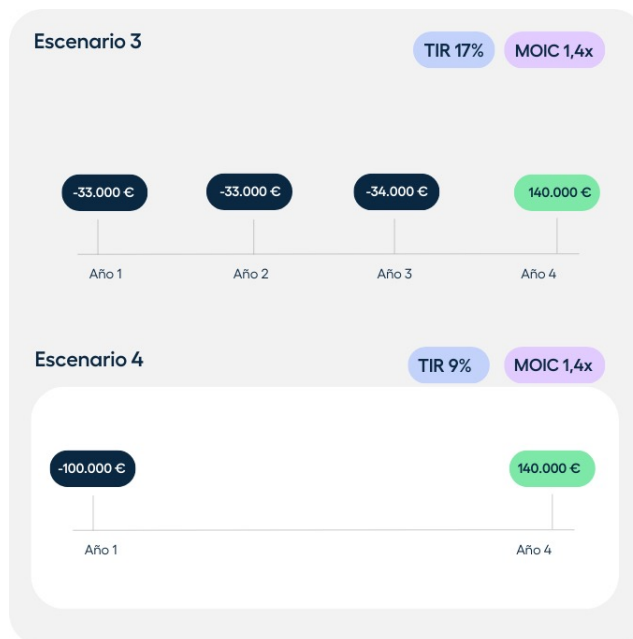 Escenario 3
TIR 17% MOIC 1,4x
-33.000 € -33.000 € -34.000 € 140.000 €
Año 1 Año 2 Año 3 Año 4
Escenario 4
TIR 9% MOIC 1,4x
-100.000 € 140.000 €
Año 1 Año 4